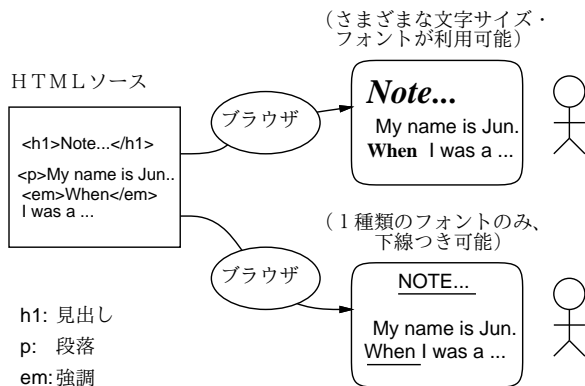 （さまざまな文字サイズ・
フォントが利用可能）
ＨＴＭＬソース
<h1>Note...</h1>
<p>My name is Jun..
<em>When</em>
I was a ...
ブラウザ
Note...
My name is Jun.
When I was a ...
（１種類のフォントのみ、
下線つき可能）
ブラウザ
NOTE...
My name is Jun.
When I was a ...
h1: 見出し
p: 段落
em: 強調